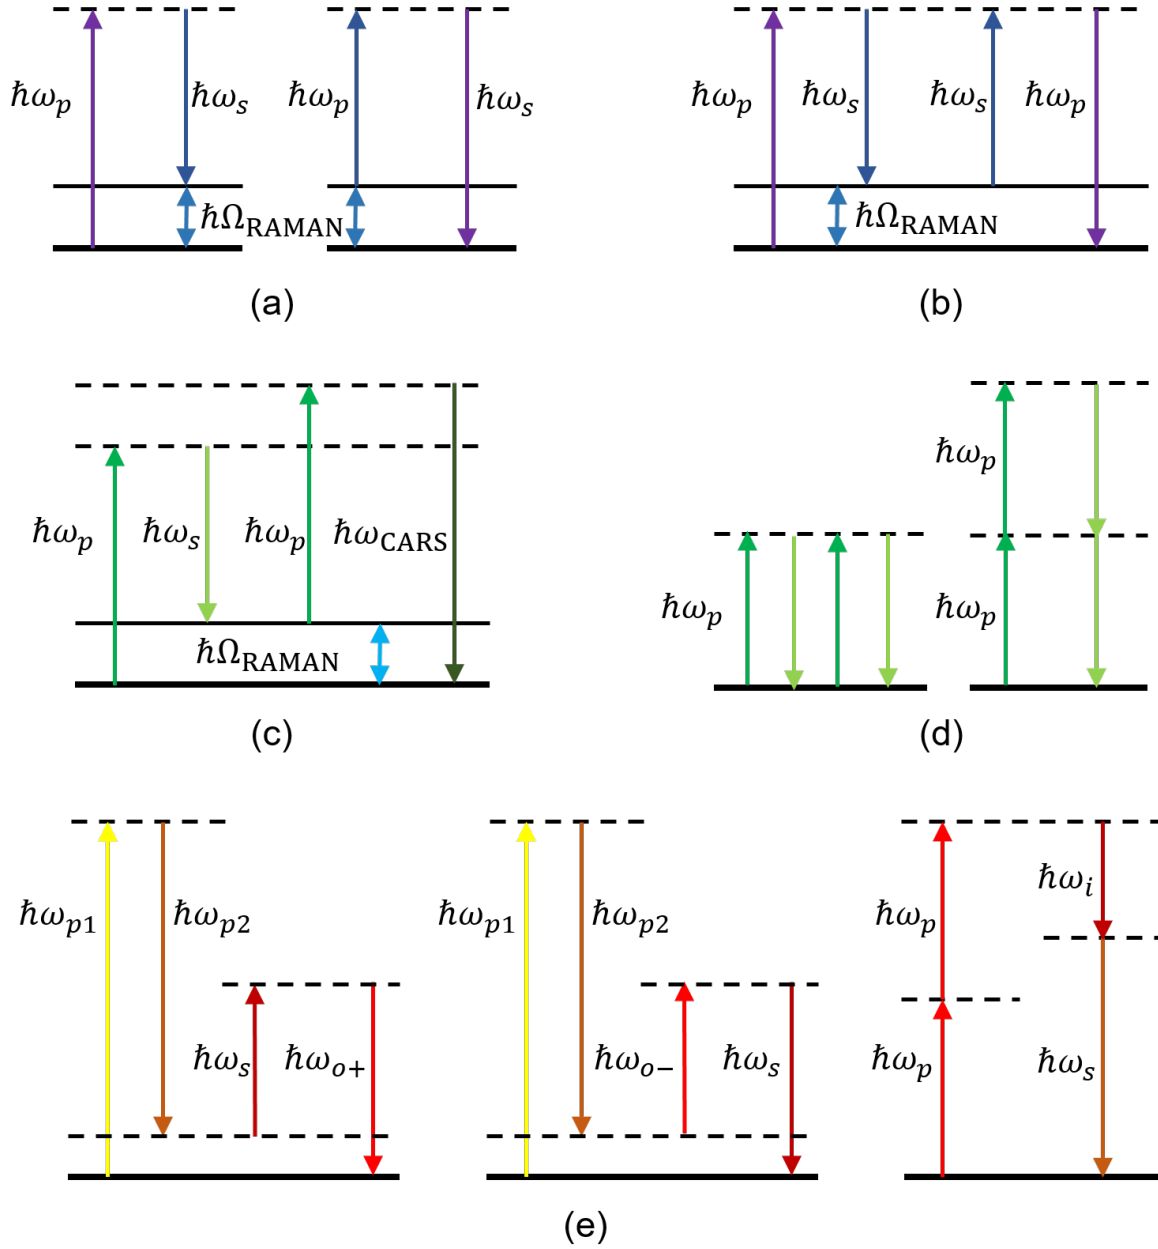 ħω_p ħω_s ħω_p ħω_s
ħΩ_RAMAN
(a)
ħω_p ħω_s ħω_s ħω_p
ħΩ_RAMAN
(b)
ħω_p ħω_s ħω_p ħω_CARS
ħΩ_RAMAN
(c)
ħω_p
ħω_p
ħω_p
(d)
ħω_p1 ħω_p2
ħω_s ħω_o+
ħω_p1 ħω_p2
ħω_o− ħω_s
ħω_i
ħω_p
ħω_p ħω_s
(e)